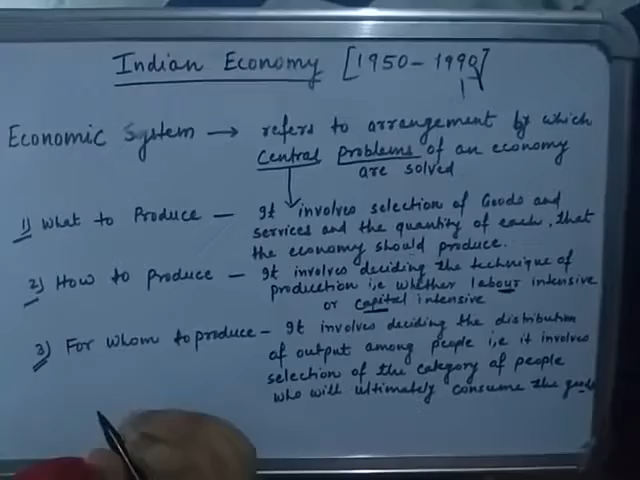 Indian Economy [1950-1990]
Economic System → refers to arrangement by which
central problems of an economy
are solved
1) What to Produce - It involves selection of Goods and
services and the quantity of each, that
the economy should produce.
2) How to Produce - It involves deciding the technique of
production i.e whether labour intensive
or capital intensive
3) For Whom to produce - It involves deciding the distribution
of output among people i.e it involves
selection of the category of people
who will ultimately consume the goods